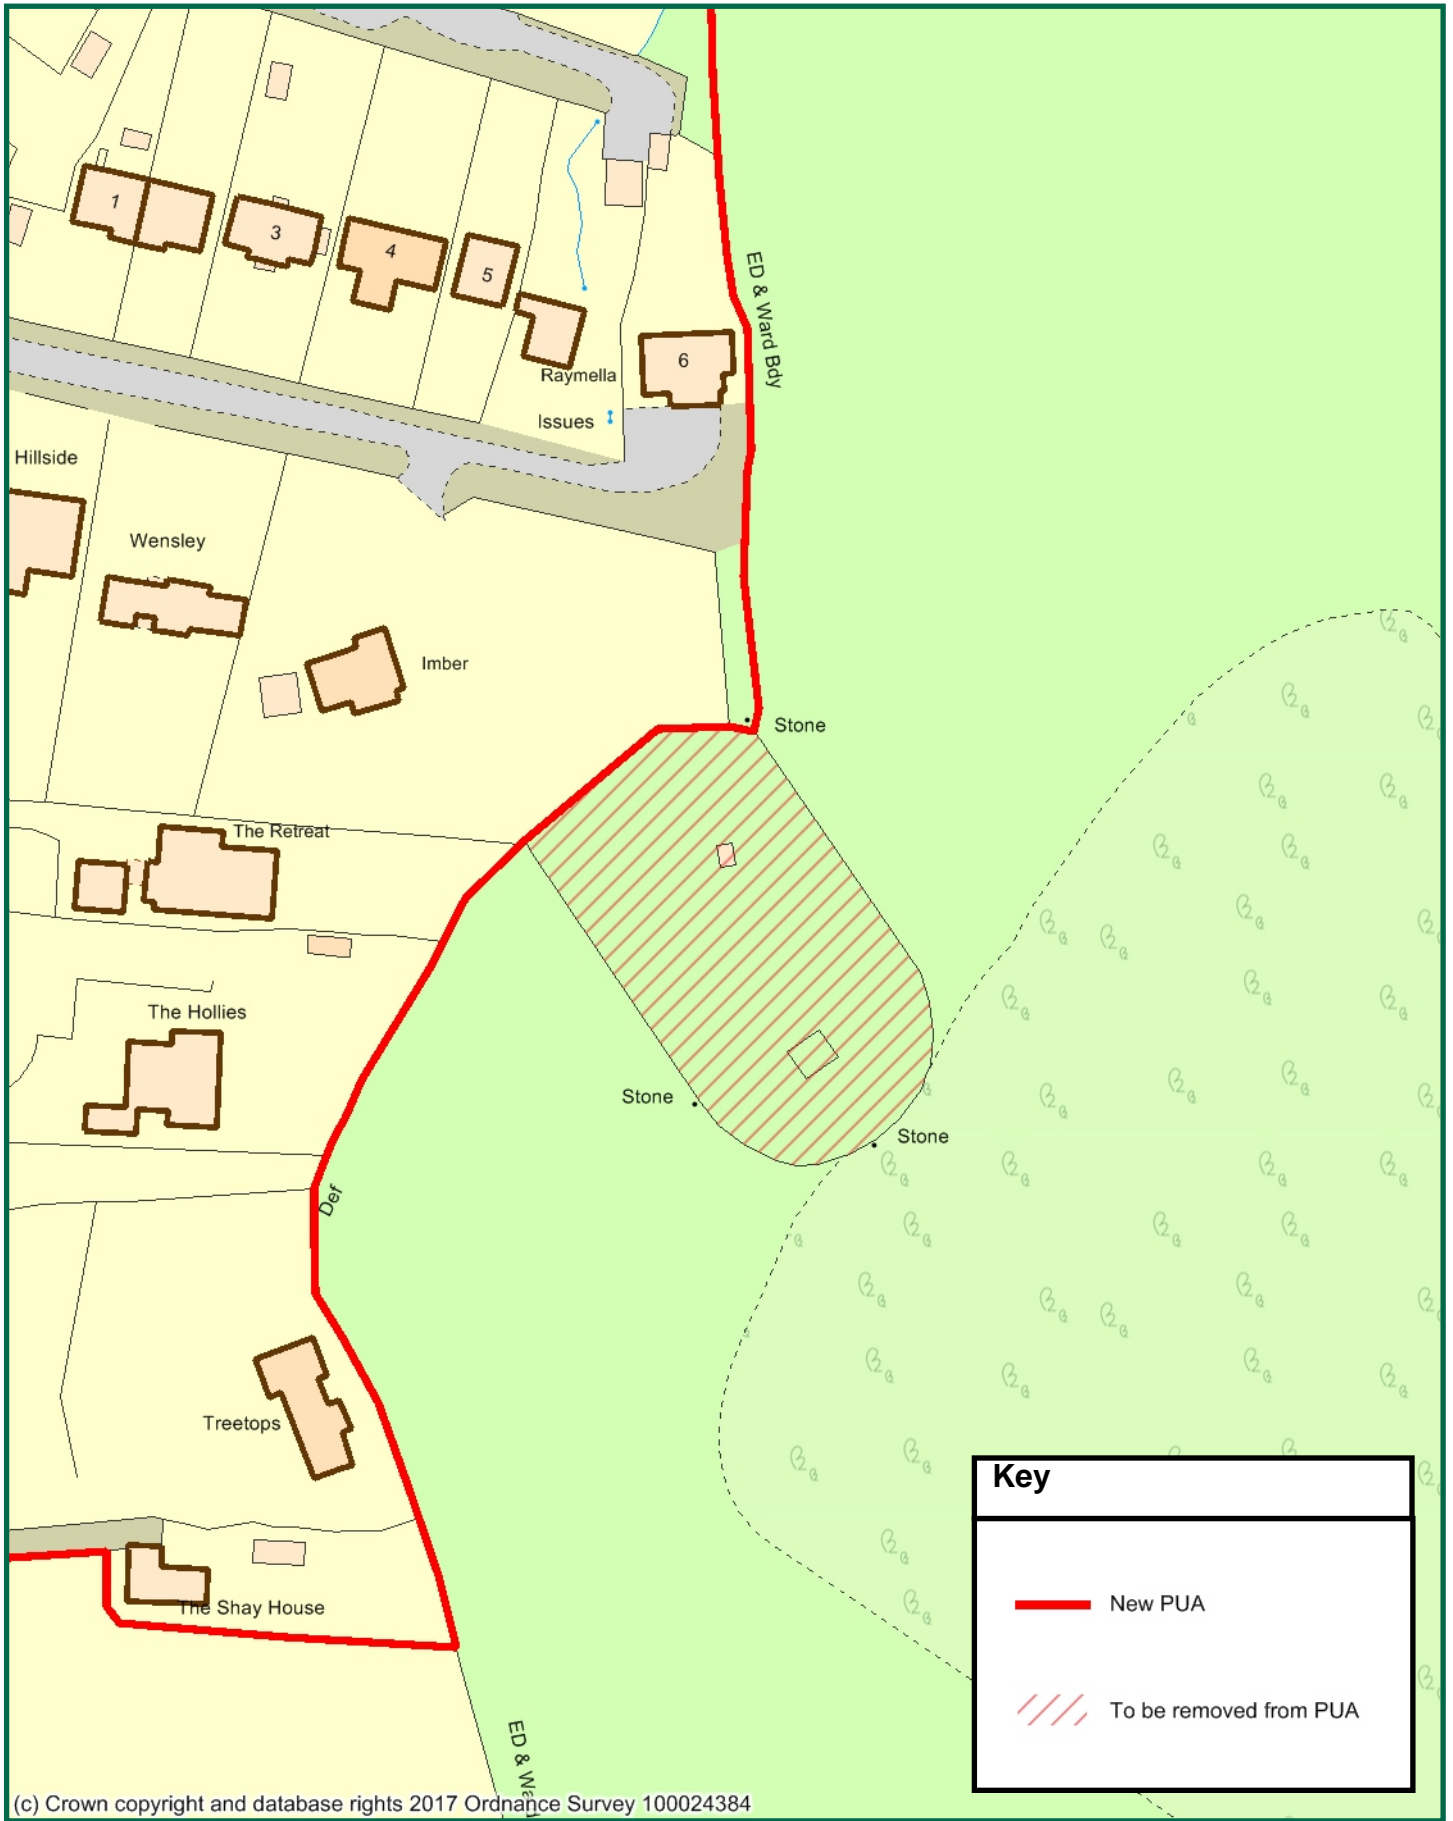 1
3
4
5
6
ED & Ward Bdy
Raymella
Issues
Hillside
Wensley
Imber
Stone
The Retreat
The Hollies
Stone
Stone
Def
Treetops
Key
New PUA
The Shay House
To be removed from PUA
ED & Wa
(c) Crown copyright and database rights 2017 Ordnance Survey 100024384